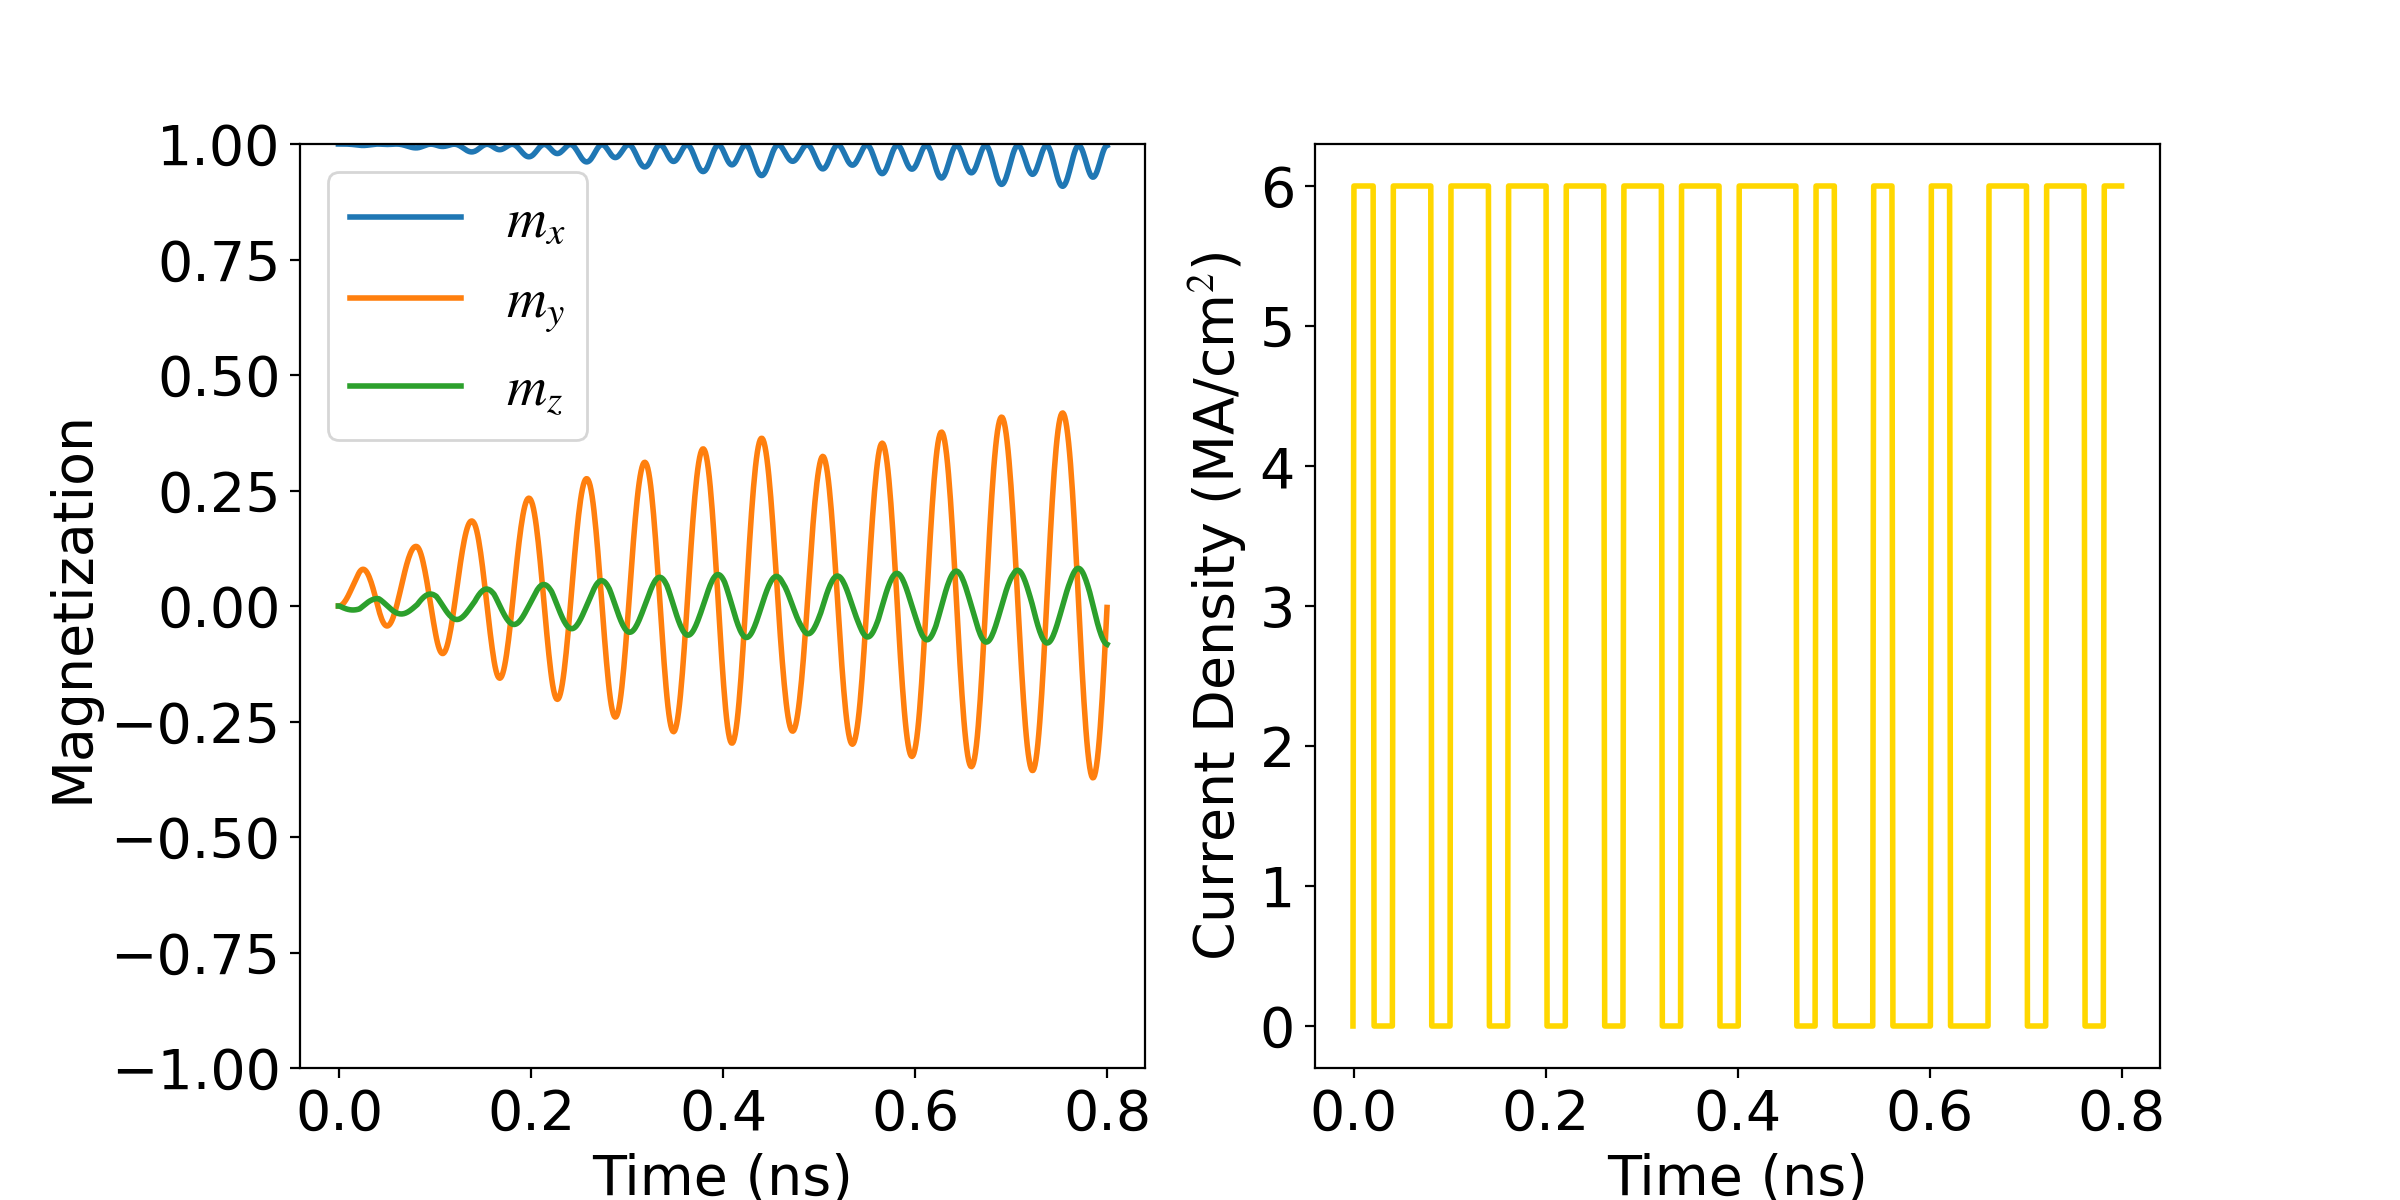 1.00
0.75
0.50
0.25
0.00
−0.25
−0.50
−0.75
−1.00
Magnetization
m_x
m_y
m_z
0.0 0.2 0.4 0.6 0.8
Time (ns)
6
5
4
3
2
1
0
Current Density (MA/cm²)
0.0 0.2 0.4 0.6 0.8
Time (ns)